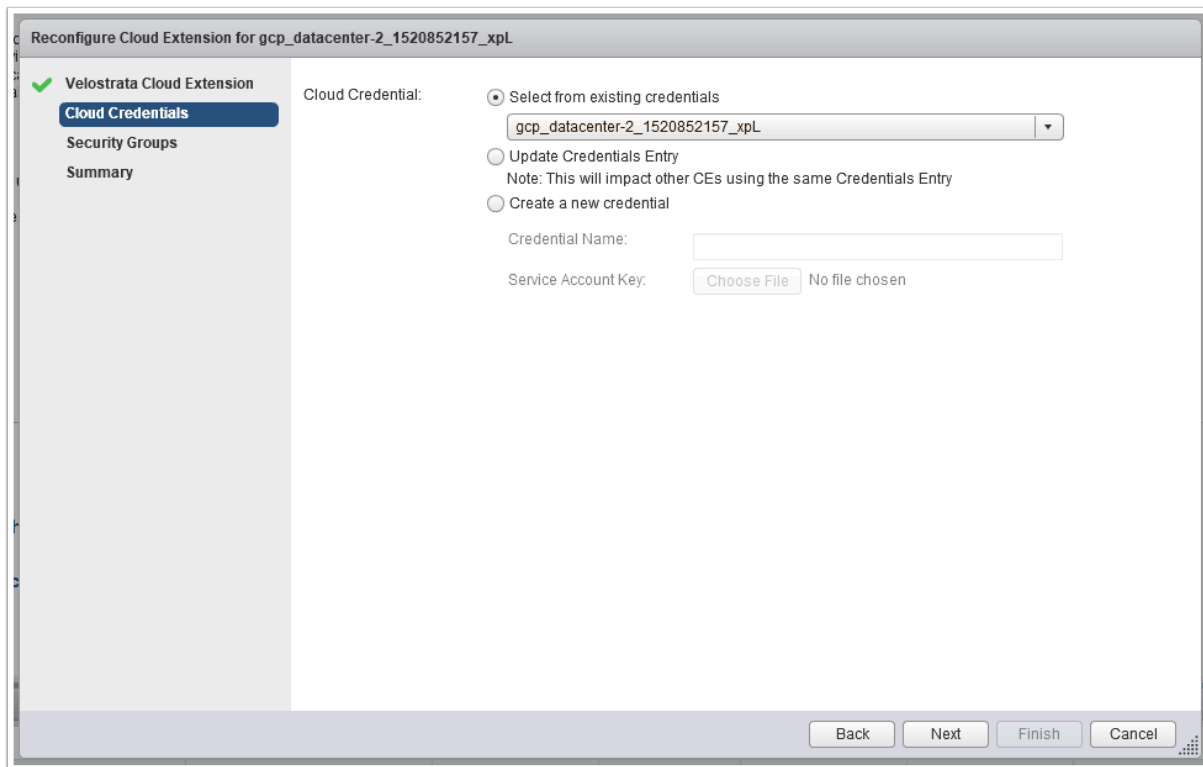 Reconfigure Cloud Extension for gcp_datacenter-2_1520852157_xpL
Velostrata Cloud Extension
Cloud Credentials
Security Groups
Summary
Cloud Credential:
Select from existing credentials
gcp_datacenter-2_1520852157_xpL
Update Credentials Entry
Note: This will impact other CEs using the same Credentials Entry
Create a new credential
Credential Name:
Service Account Key:
Choose File
No file chosen
Back
Next
Finish
Cancel